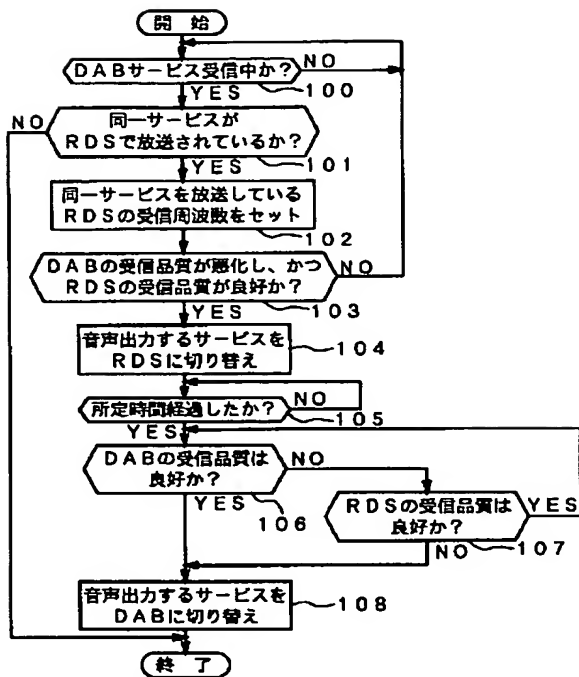 開 始
DABサービス受信中か？
NO
YES
100
NO
同一サービスが
RDSで放送されているか？
101
YES
同一サービスを放送している
RDSの受信周波数をセット
102
DABの受信品質が悪化し、かつ
RDSの受信品質が良好か？
NO
103
YES
音声出力するサービスを
RDSに切り替え
104
所定時間経過したか？
NO
105
YES
DABの受信品質は
良好か？
NO
106
YES
RDSの受信品質は
良好か？
YES
107
NO
音声出力するサービスを
DABに切り替え
108
終 了